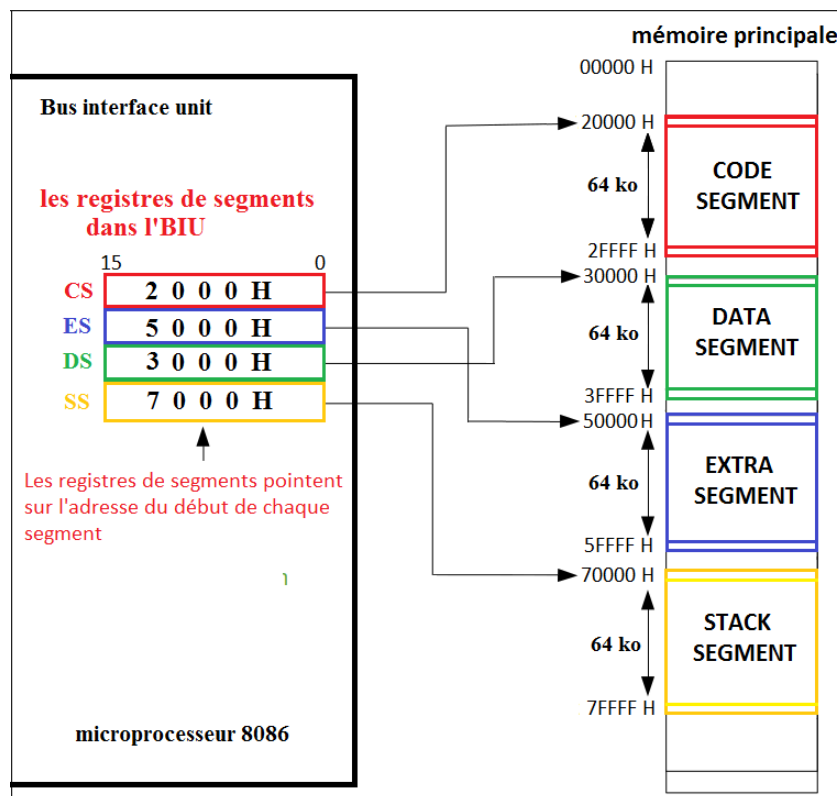 mémoire principale
00000 H
Bus interface unit
20000 H
64 ko
CODE
SEGMENT
les registres de segments
dans l'BIU
2FFFF H
15 0
30000 H
CS 2 0 0 0 H
ES 5 0 0 0 H
DS 3 0 0 0 H
SS 7 0 0 0 H
64 ko
DATA
SEGMENT
3FFFF H
50000 H
Les registres de segments pointent
sur l'adresse du début de chaque
segment
64 ko
EXTRA
SEGMENT
5FFFF H
70000 H
64 ko
STACK
SEGMENT
7FFFF H
microprocesseur 8086